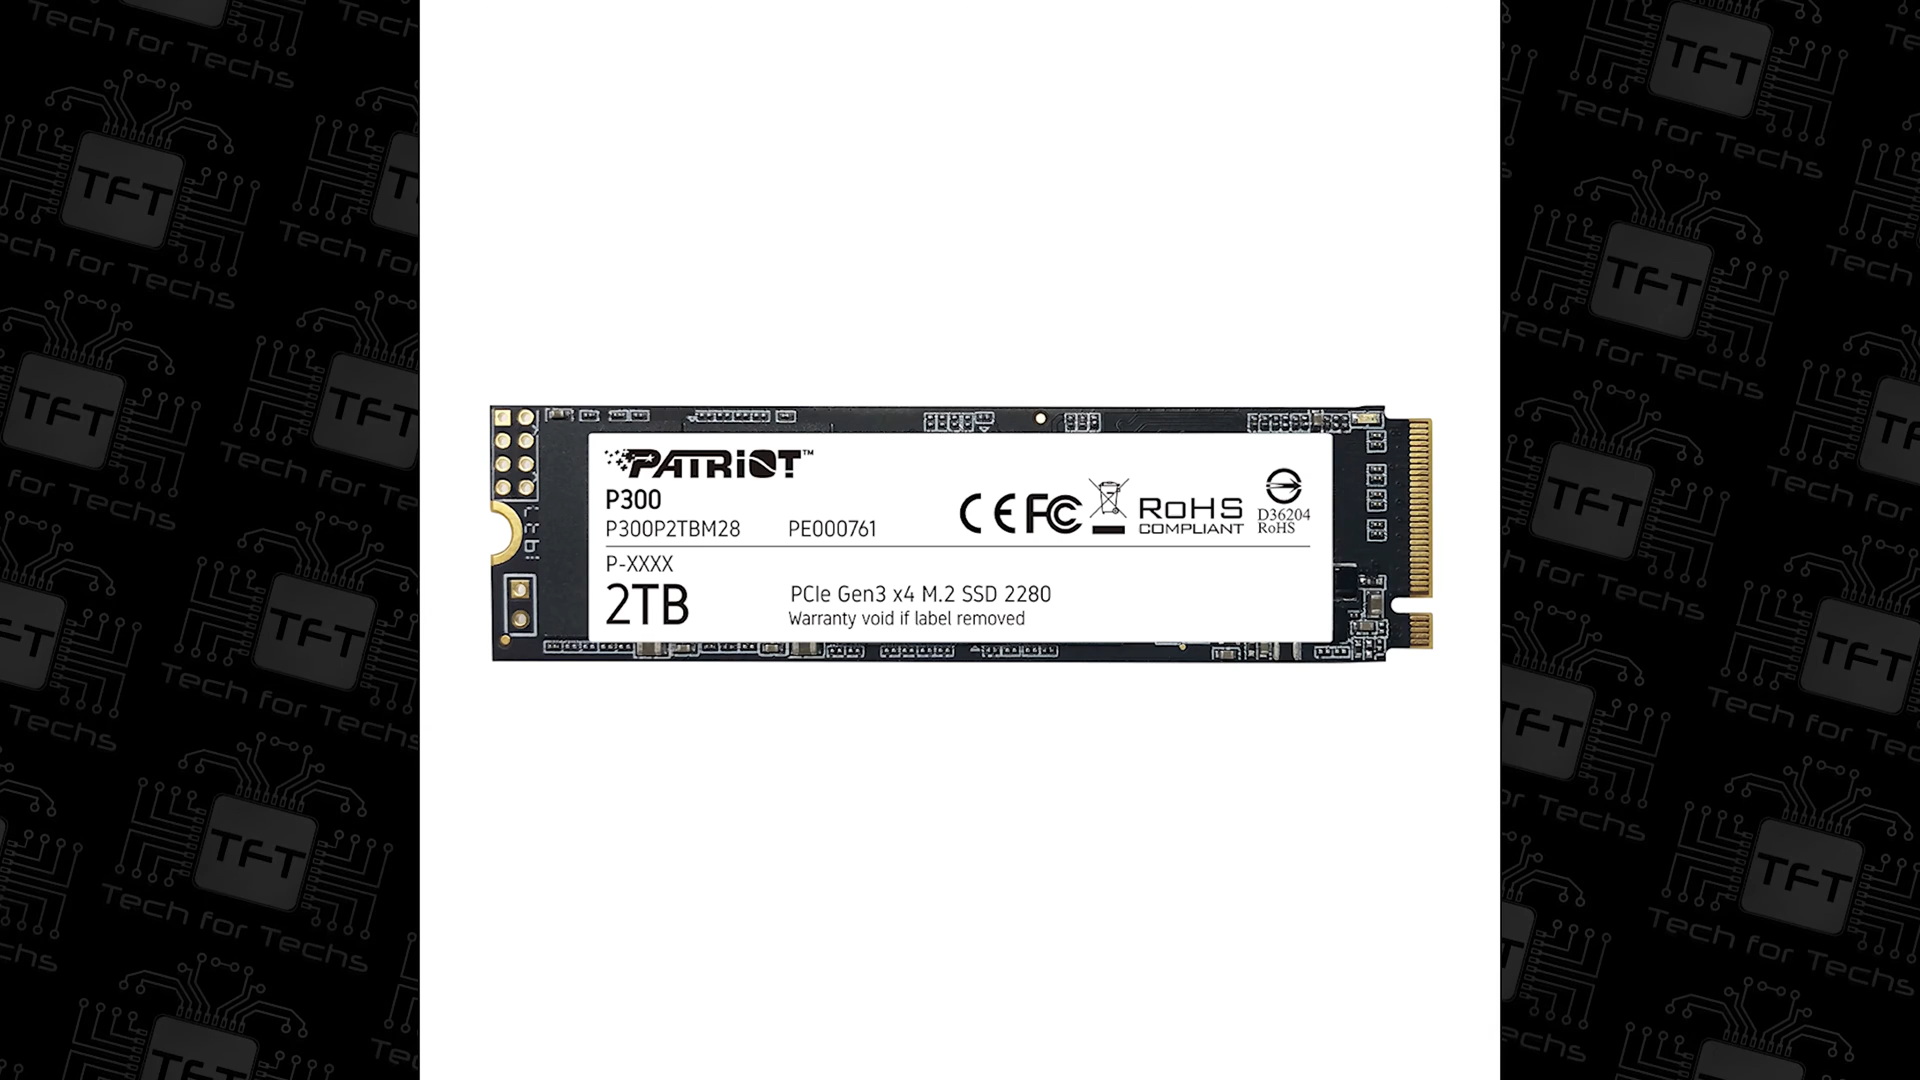 PATRiOT™
P300
P300P2TBM28 PE000761
CE FC RoHS COMPLIANT
D36204
RoHS
P-XXXX
2TB
PCIe Gen3 x4 M.2 SSD 2280
Warranty void if label removed
TFT
Tech for Techs